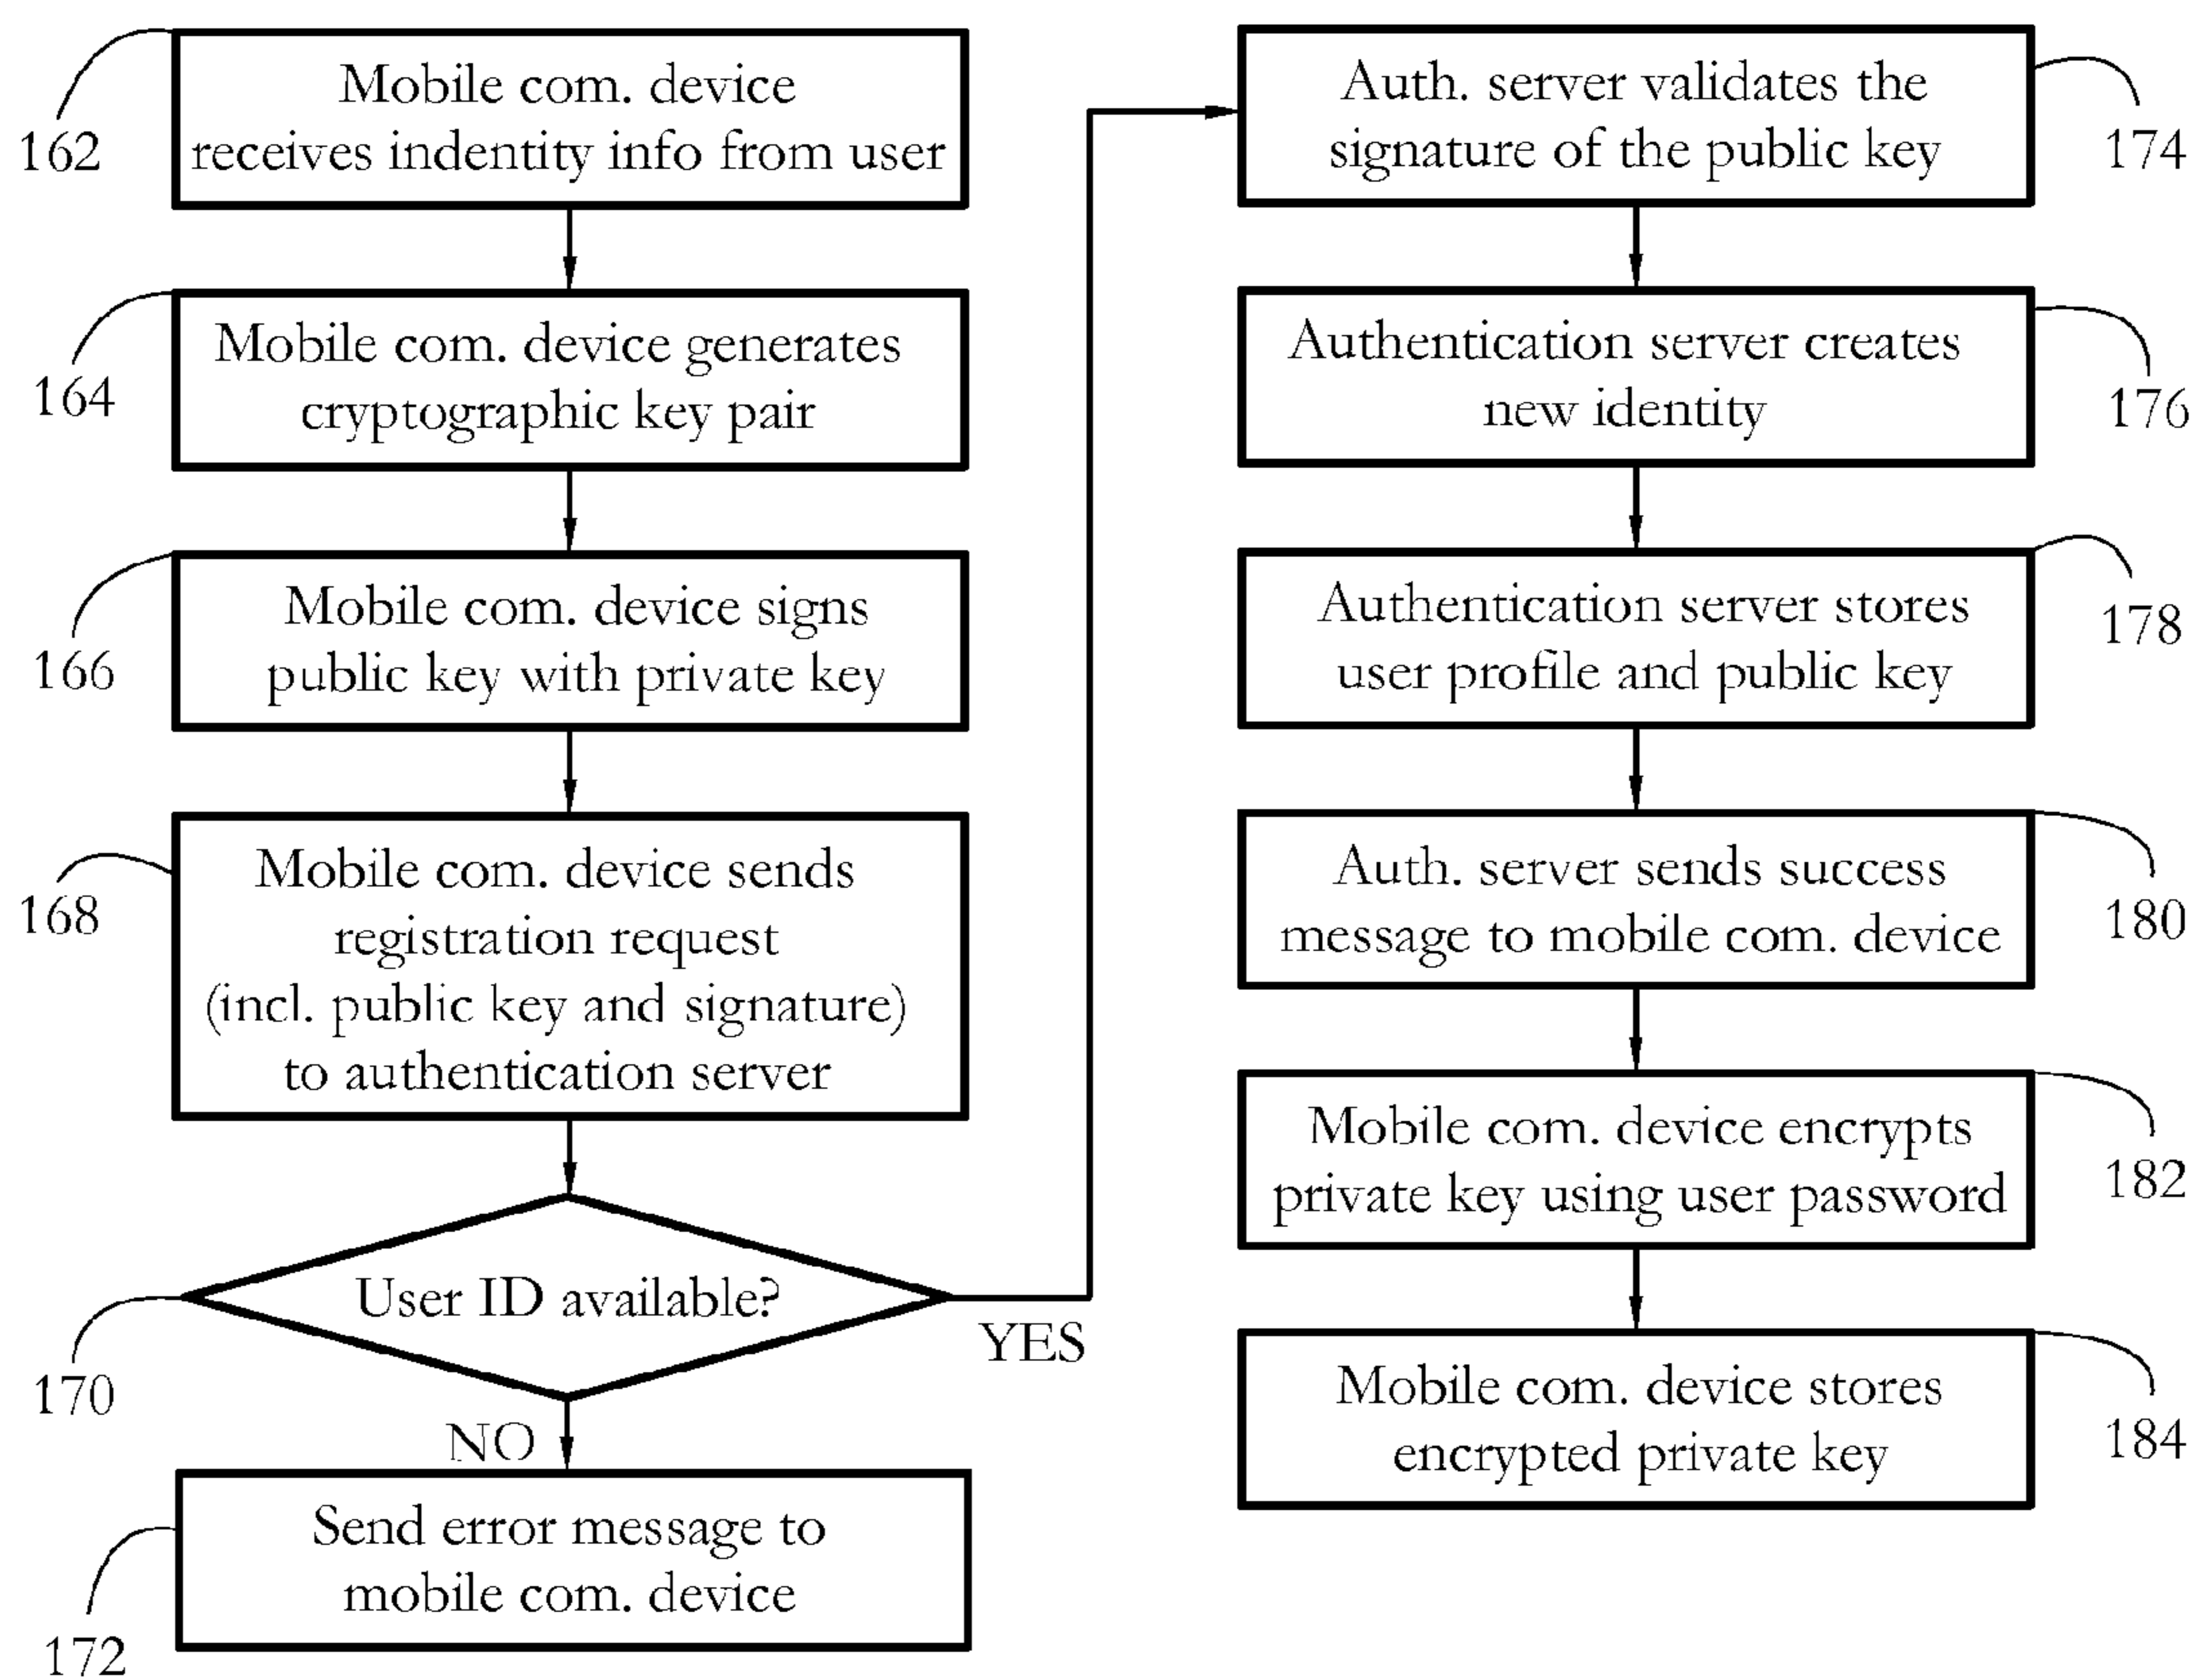 162
Mobile com. device
receives indentity info from user
164
Mobile com. device generates
cryptographic key pair
166
Mobile com. device signs
public key with private key
168
Mobile com. device sends
registration request
(incl. public key and signature)
to authentication server
170
User ID available?
YES
NO
172
Send error message to
mobile com. device
Auth. server validates the
signature of the public key
174
Authentication server creates
new identity
176
Authentication server stores
user profile and public key
178
Auth. server sends success
message to mobile com. device
180
Mobile com. device encrypts
private key using user password
182
Mobile com. device stores
encrypted private key
184